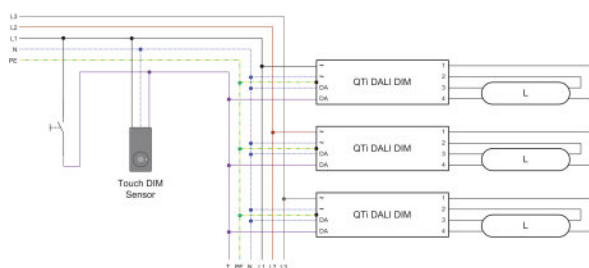 L3
L2
L1
N
PE
~
~
DA
DA
QTi DALI DIM
1
2
3
4
L
~
~
DA
DA
QTi DALI DIM
1
2
3
4
L
~
~
DA
DA
QTi DALI DIM
1
2
3
4
L
Touch DIM
Sensor
T PE N L1 L2 L3